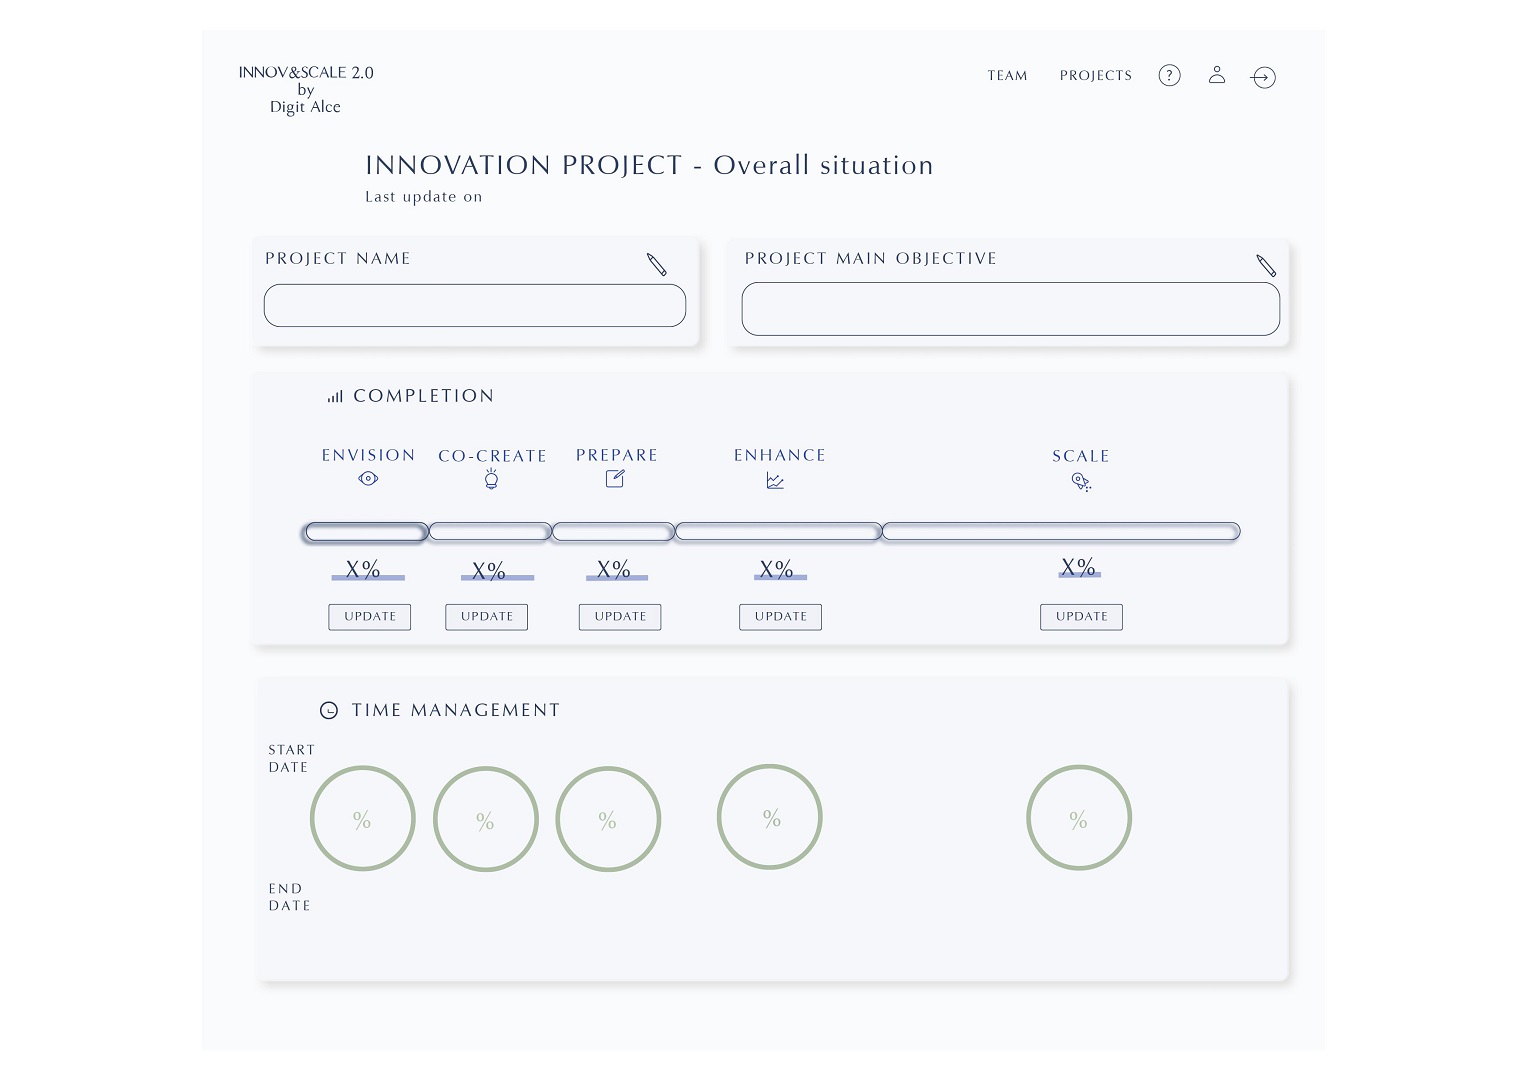 INNOV&SCALE 2.0
by
Digit Alce
TEAM PROJECTS ?
INNOVATION PROJECT - Overall situation
Last update on
PROJECT NAME
PROJECT MAIN OBJECTIVE
COMPLETION
ENVISION CO-CREATE PREPARE ENHANCE SCALE
X% X% X% X% X%
UPDATE UPDATE UPDATE UPDATE UPDATE
TIME MANAGEMENT
START
DATE
% % % % %
END
DATE